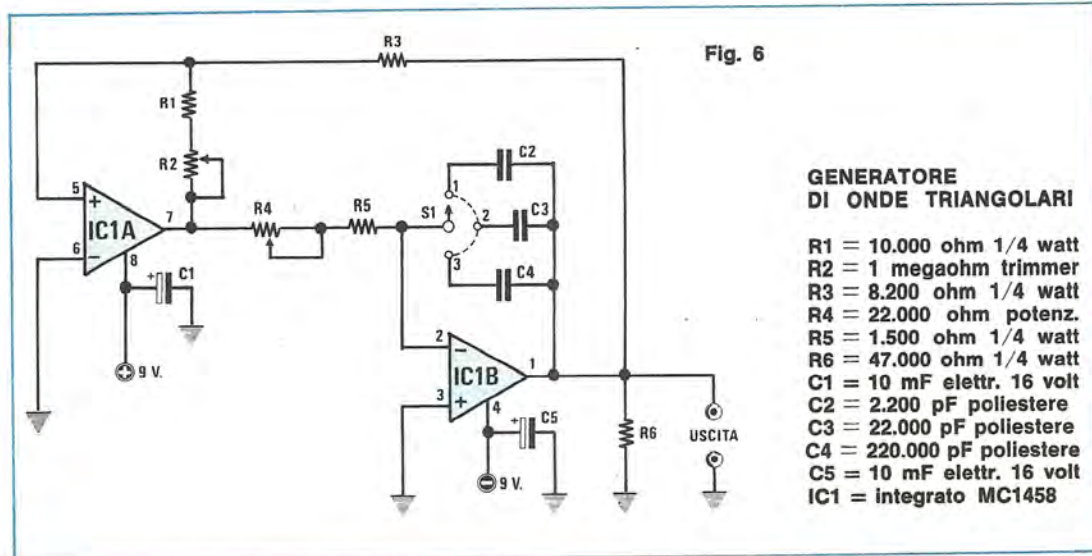 Fig. 6
R3
R1
R2
C2
1
S1
2
C3
3
C4
5
+
IC1A
7
6
−
8
R4
R5
+
C1
+ 9 V.
2
−
IC1B
1
3
+
4
+
C5
− 9 V.
R6
USCITA
GENERATORE
DI ONDE TRIANGOLARI
R1 = 10.000 ohm 1/4 watt
R2 = 1 megaohm trimmer
R3 = 8.200 ohm 1/4 watt
R4 = 22.000 ohm potenz.
R5 = 1.500 ohm 1/4 watt
R6 = 47.000 ohm 1/4 watt
C1 = 10 mF elettr. 16 volt
C2 = 2.200 pF poliestere
C3 = 22.000 pF poliestere
C4 = 220.000 pF poliestere
C5 = 10 mF elettr. 16 volt
IC1 = integrato MC1458